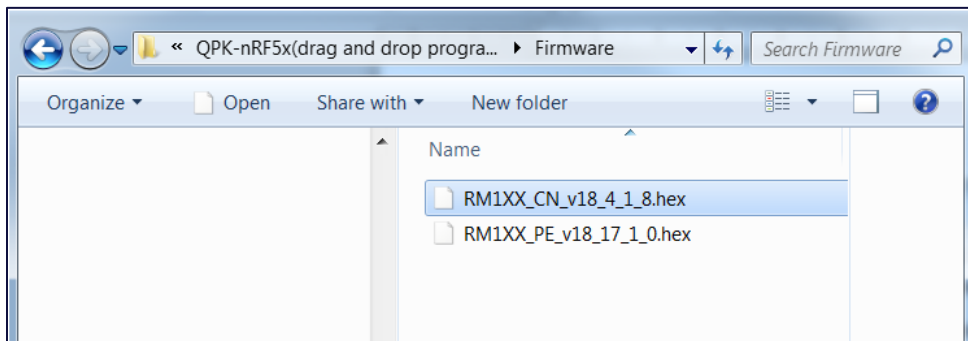 « QPK-nRF5x(drag and drop progra... Firmware Search Firmware
Organize Open Share with New folder
Name
RM1XX_CN_v18_4_1_8.hex
RM1XX_PE_v18_17_1_0.hex